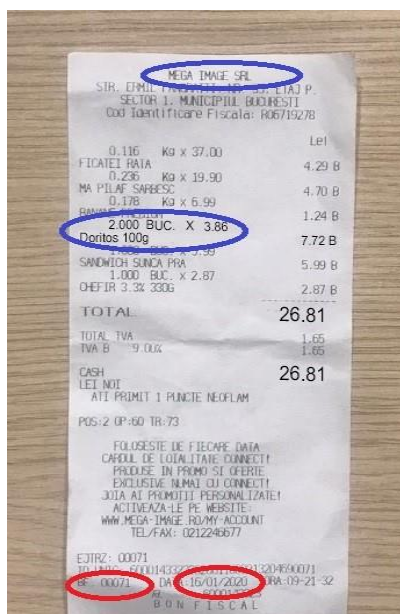 MEGA IMAGE SRL
STR. ERMIL ETAJ P.
SECTOR 1, MUNICIPIUL BUCURESTI
Cod Identificare Fiscala: RO6719278
Lei
0.116 Kg x 37.00
FICATEI RATA 4.29 B
0.236 Kg x 19.90
MA PILAF SARBESC 4.70 B
0.178 Kg x 6.99
1.24 B
2.000 BUC. X 3.86
Doritos 100g 7.72 B
SANDWICH SUNCA PRA 5.99 B
1.000 BUC. x 2.87
CHEFIR 3.3% 330G 2.87 B
TOTAL 26.81
TOTAL TVA 1.65
TVA B 9.00% 1.65
CASH 26.81
LEI NOI
ATI PRIMIT 1 PUNCTE NEOFLAM
POS:2 OP:60 TR:73
FOLOSESTE DE FIECARE DATA
CARDUL DE LOIALITATE CONNECT!
PRODUSE IN PROMO SI OFERTE
EXCLUSIVE NUMAI CU CONNECT!
JOIA AI PROMOTII PERSONALIZATE!
ACTIVEAZA-LE PE WEBSITE:
WWW.MEGA-IMAGE.RO/MY-ACCOUNT
TEL/FAX: 0212246677
EJTRZ: 00071
BF: 00071 DATA:16/01/2020 ORA:09-21-32
BON FISCAL